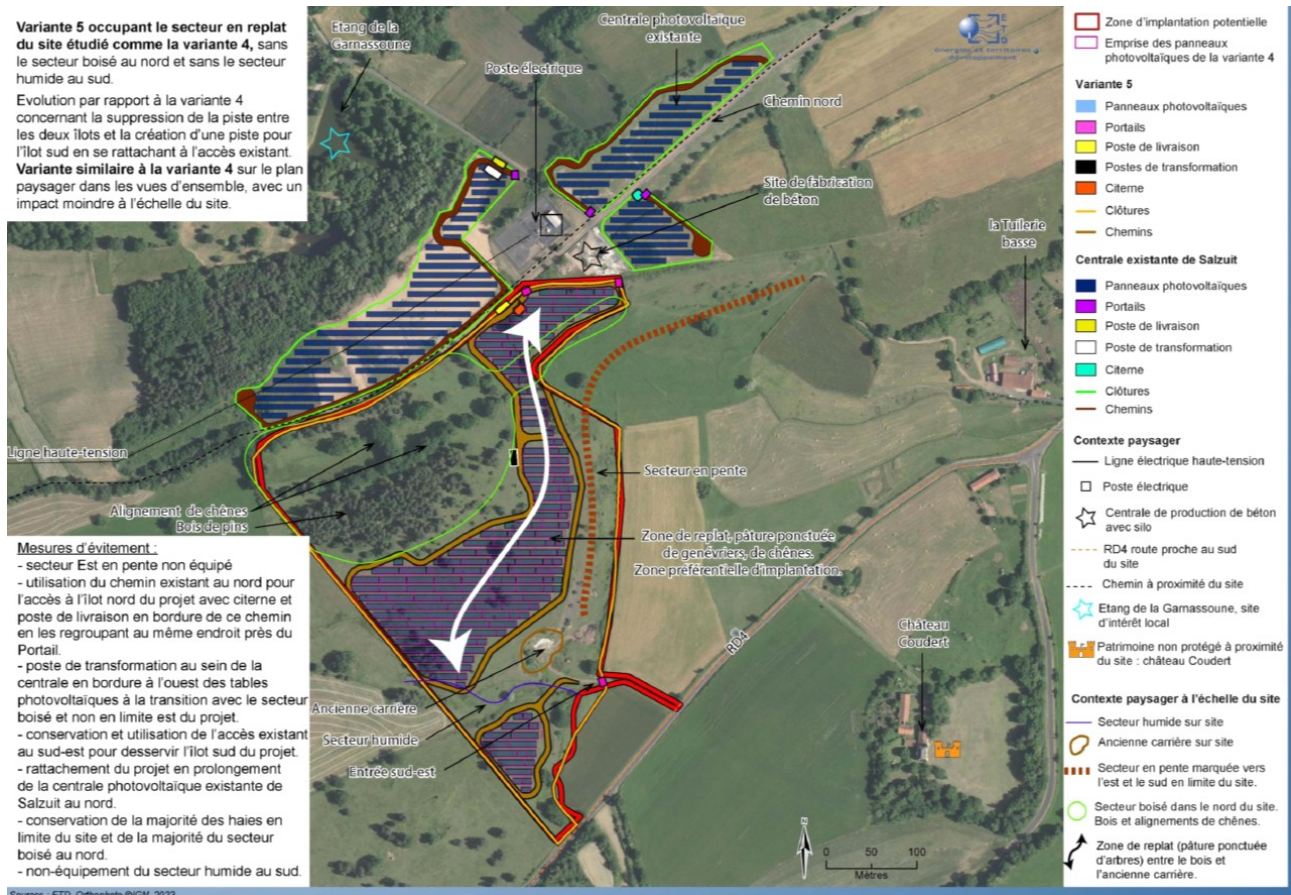 Variante 5 occupant le secteur en replat
du site étudié comme la variante 4, sans
le secteur boisé au nord et sans le secteur
humide au sud.
Evolution par rapport à la variante 4
concernant la suppression de la piste entre
les deux îlots et la création d'une piste pour
l'îlot sud en se rattachant à l'accès existant.
Variante similaire à la variante 4 sur le plan
paysager dans les vues d'ensemble, avec un
impact moindre à l'échelle du site.
Etang de la
Garnassoune
Poste électrique
Centrale photovoltaïque
existante
Chemin nord
Site de fabrication
de béton
la Tuilerie
basse
Ligne haute-tension
Alignement de chênes
Bois de pins
Secteur en pente
Zone de replat, pâture ponctuée
de genévriers, de chênes.
Zone préférentielle d'implantation.
Château
Coudert
RD4
Ancienne carrière
Secteur humide
Entrée sud-est
Mesures d'évitement :
- secteur Est en pente non équipé
- utilisation du chemin existant au nord pour
l'accès à l'îlot nord du projet avec citerne et
poste de livraison en bordure de ce chemin
en les regroupant au même endroit près du
Portail.
- poste de transformation au sein de la
centrale en bordure à l'ouest des tables
photovoltaïques à la transition avec le secteur
boisé et non en limite est du projet.
- conservation et utilisation de l'accès existant
au sud-est pour desservir l'îlot sud du projet.
- rattachement du projet en prolongement
de la centrale photovoltaïque existante de
Salzuit au nord.
- conservation de la majorité des haies en
limite du site et de la majorité du secteur
boisé au nord.
- non-équipement du secteur humide au sud.
E T D
énergies et territoires
développement
N
0 50 100
Mètres
Zone d'implantation potentielle
Emprise des panneaux
photovoltaïques de la variante 4
Variante 5
Panneaux photovoltaïques
Portails
Poste de livraison
Postes de transformation
Citerne
Clôtures
Chemins
Centrale existante de Salzuit
Panneaux photovoltaïques
Portails
Poste de livraison
Poste de transformation
Citerne
Clôtures
Chemins
Contexte paysager
Ligne électrique haute-tension
Poste électrique
Centrale de production de béton
avec silo
RD4 route proche au sud
du site
Chemin à proximité du site
Etang de la Garnassoune, site
d'intérêt local
Patrimoine non protégé à proximité
du site : château Coudert
Contexte paysager à l'échelle du site
Secteur humide sur site
Ancienne carrière sur site
Secteur en pente marquée vers
l'est et le sud en limite du site.
Secteur boisé dans le nord du site.
Bois et alignements de chênes.
Zone de replat (pâture ponctuée
d'arbres) entre le bois et
l'ancienne carrière.
Sources : ETD, Orthophoto ©IGN, 2022